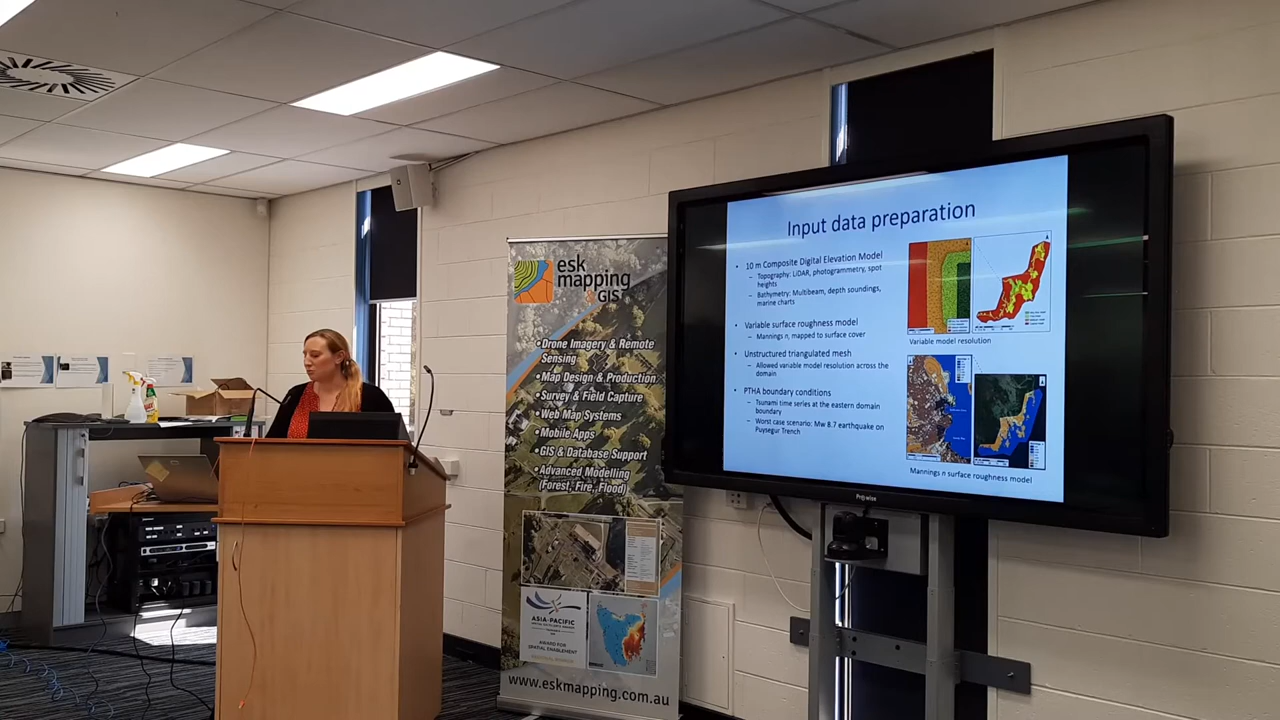 esk
mapping
& GIS
•Drone Imagery & Remote
Sensing
•Map Design & Production
•Survey & Field Capture
•Web Map Systems
•Mobile Apps
•GIS & Database Support
•Advanced Modelling
(Forest, Fire, Flood)
ASIA-PACIFIC
AWARD FOR
SPATIAL ENABLEMENT
www.eskmapping.com.au
Input data preparation
• 10 m Composite Digital Elevation Model
– Topography: LiDAR, photogrammetry, spot
heights
– Bathymetry: Multibeam, depth soundings,
marine charts
• Variable surface roughness model
– Mannings n, mapped to surface cover
• Unstructured triangulated mesh
– Allowed variable model resolution across the
domain
• PTHA boundary conditions
– Tsunami time series at the eastern domain
boundary
– Worst case scenario: Mw 8.7 earthquake on
Puysegur Trench
Variable model resolution
Mannings n surface roughness model
Prowise